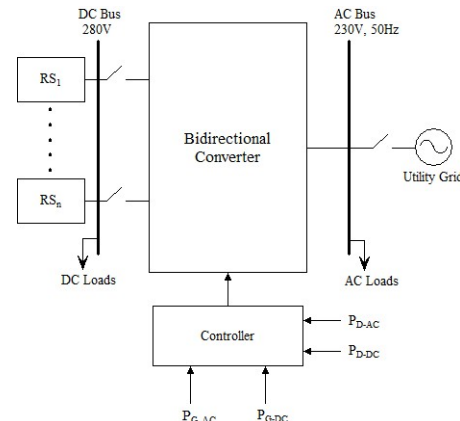 DC Bus
280V
AC Bus
230V, 50Hz
RS1
RSn
Bidirectional
Converter
Utility Grid
DC Loads
AC Loads
Controller
PD-AC
PD-DC
PG-AC
PG-DC